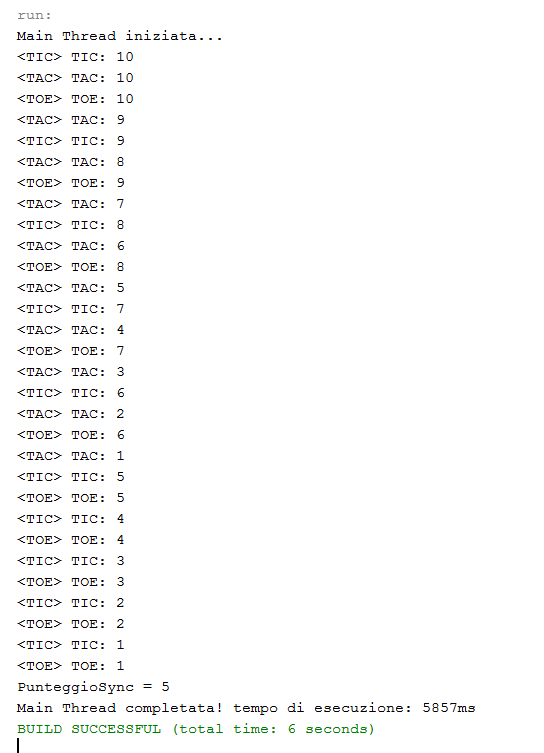 run:
Main Thread iniziata...
<TIC> TIC: 10
<TAC> TAC: 10
<TOE> TOE: 10
<TAC> TAC: 9
<TIC> TIC: 9
<TAC> TAC: 8
<TOE> TOE: 9
<TAC> TAC: 7
<TIC> TIC: 8
<TAC> TAC: 6
<TOE> TOE: 8
<TAC> TAC: 5
<TIC> TIC: 7
<TAC> TAC: 4
<TOE> TOE: 7
<TAC> TAC: 3
<TIC> TIC: 6
<TAC> TAC: 2
<TOE> TOE: 6
<TAC> TAC: 1
<TIC> TIC: 5
<TOE> TOE: 5
<TIC> TIC: 4
<TOE> TOE: 4
<TIC> TIC: 3
<TOE> TOE: 3
<TIC> TIC: 2
<TOE> TOE: 2
<TIC> TIC: 1
<TOE> TOE: 1
PunteggioSync = 5
Main Thread completata! tempo di esecuzione: 5857ms
BUILD SUCCESSFUL (total time: 6 seconds)